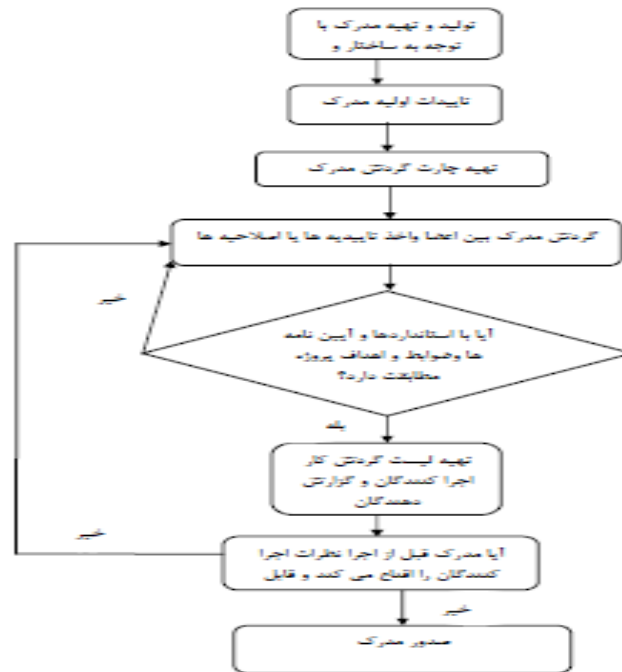 تولید و تهیه مدرک با
توجه به ساختار و
تاییدات اولیه مدرک
تهیه چارت گردش مدرک
گردش مدرک بین اعضا واخذ تاییدیه ها یا اصلاحیه ها
خیر
آیا با استانداردها و آیین نامه
ها وضوابط و اهداف پروژه
مطابقت دارد؟
بله
تهیه لیست گردش کار
اجرا کنندگان و گزارش
دهندگان
خیر
آیا مدرک قبل از اجرا نظرات اجرا
کنندگان را اقناع می کند و قابل
خیر
صدور مدرک